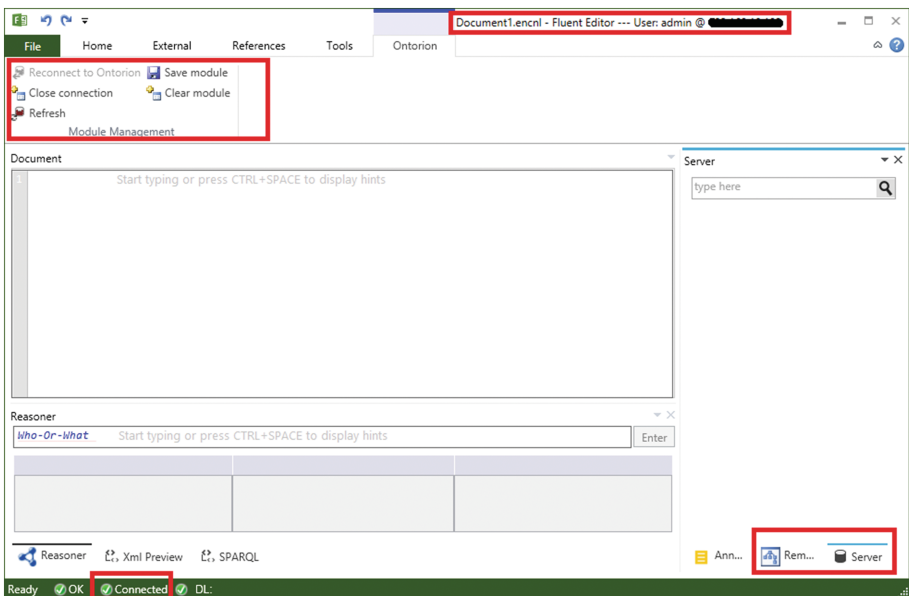 Document1.encnl - Fluent Editor --- User: admin @
File Home External References Tools Ontorion
Reconnect to Ontorion Save module
Close connection Clear module
Refresh
Module Management
Document
Server
1 Start typing or press CTRL+SPACE to display hints
type here
Reasoner
Who-Or-What Start typing or press CTRL+SPACE to display hints Enter
Reasoner Xml Preview SPARQL
Ann... Rem... Server
Ready OK Connected DL: